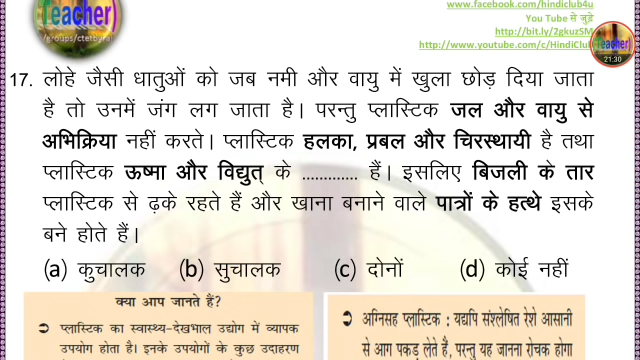 Teacher)
/groups/ctetbyrai
www.facebook.com/hindiclub4u
You Tube से जुड़े
http://bit.ly/2gkuzSM
http://www.youtube.com/c/HindiClub
Teacher)
21:30
17. लोहे जैसी धातुओं को जब नमी और वायु में खुला छोड़ दिया जाता
है तो उनमें जंग लग जाता है। परन्तु प्लास्टिक जल और वायु से
अभिक्रिया नहीं करते। प्लास्टिक हलका, प्रबल और चिरस्थायी है तथा
प्लास्टिक ऊष्मा और विद्युत् के ............. हैं। इसलिए बिजली के तार
प्लास्टिक से ढ़के रहते हैं और खाना बनाने वाले पात्रों के हत्थे इसके
बने होते हैं।
(a) कुचालक (b) सुचालक (c) दोनों (d) कोई नहीं
क्या आप जानते हैं?
प्लास्टिक का स्वास्थ्य-देखभाल उद्योग में व्यापक
उपयोग होता है। इनके उपयोगों के कुछ उदाहरण
अग्निसह प्लास्टिक : यद्यपि संश्लेषित रेशे आसानी
से आग पकड़ लेते हैं, परन्तु यह जानना रोचक होगा